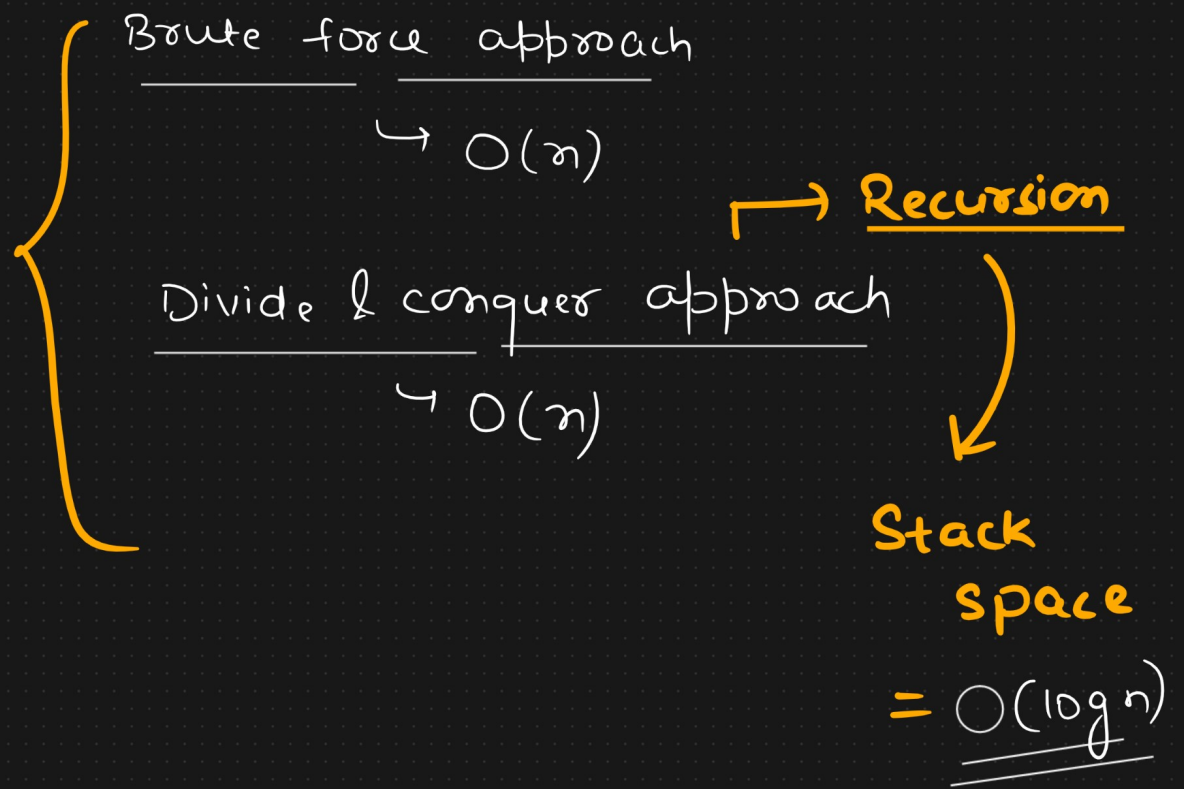 Brute force approach
↳ O(n)
Divide & conquer approach
↳ O(n)
→ Recursion
Stack
space
= O(log n)